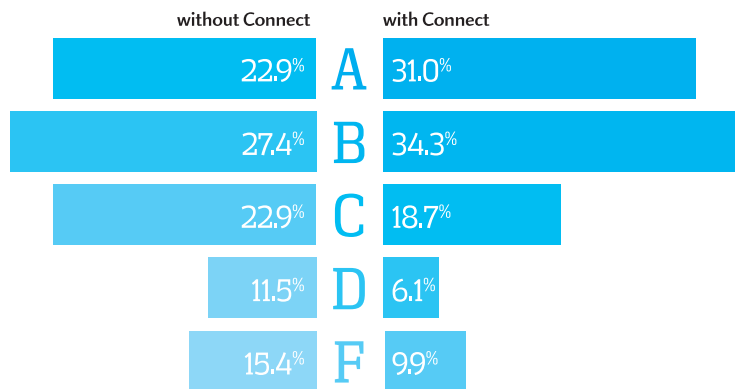 without Connect with Connect
22.9% A 31.0%
27.4% B 34.3%
22.9% C 18.7%
11.5% D 6.1%
15.4% F 9.9%